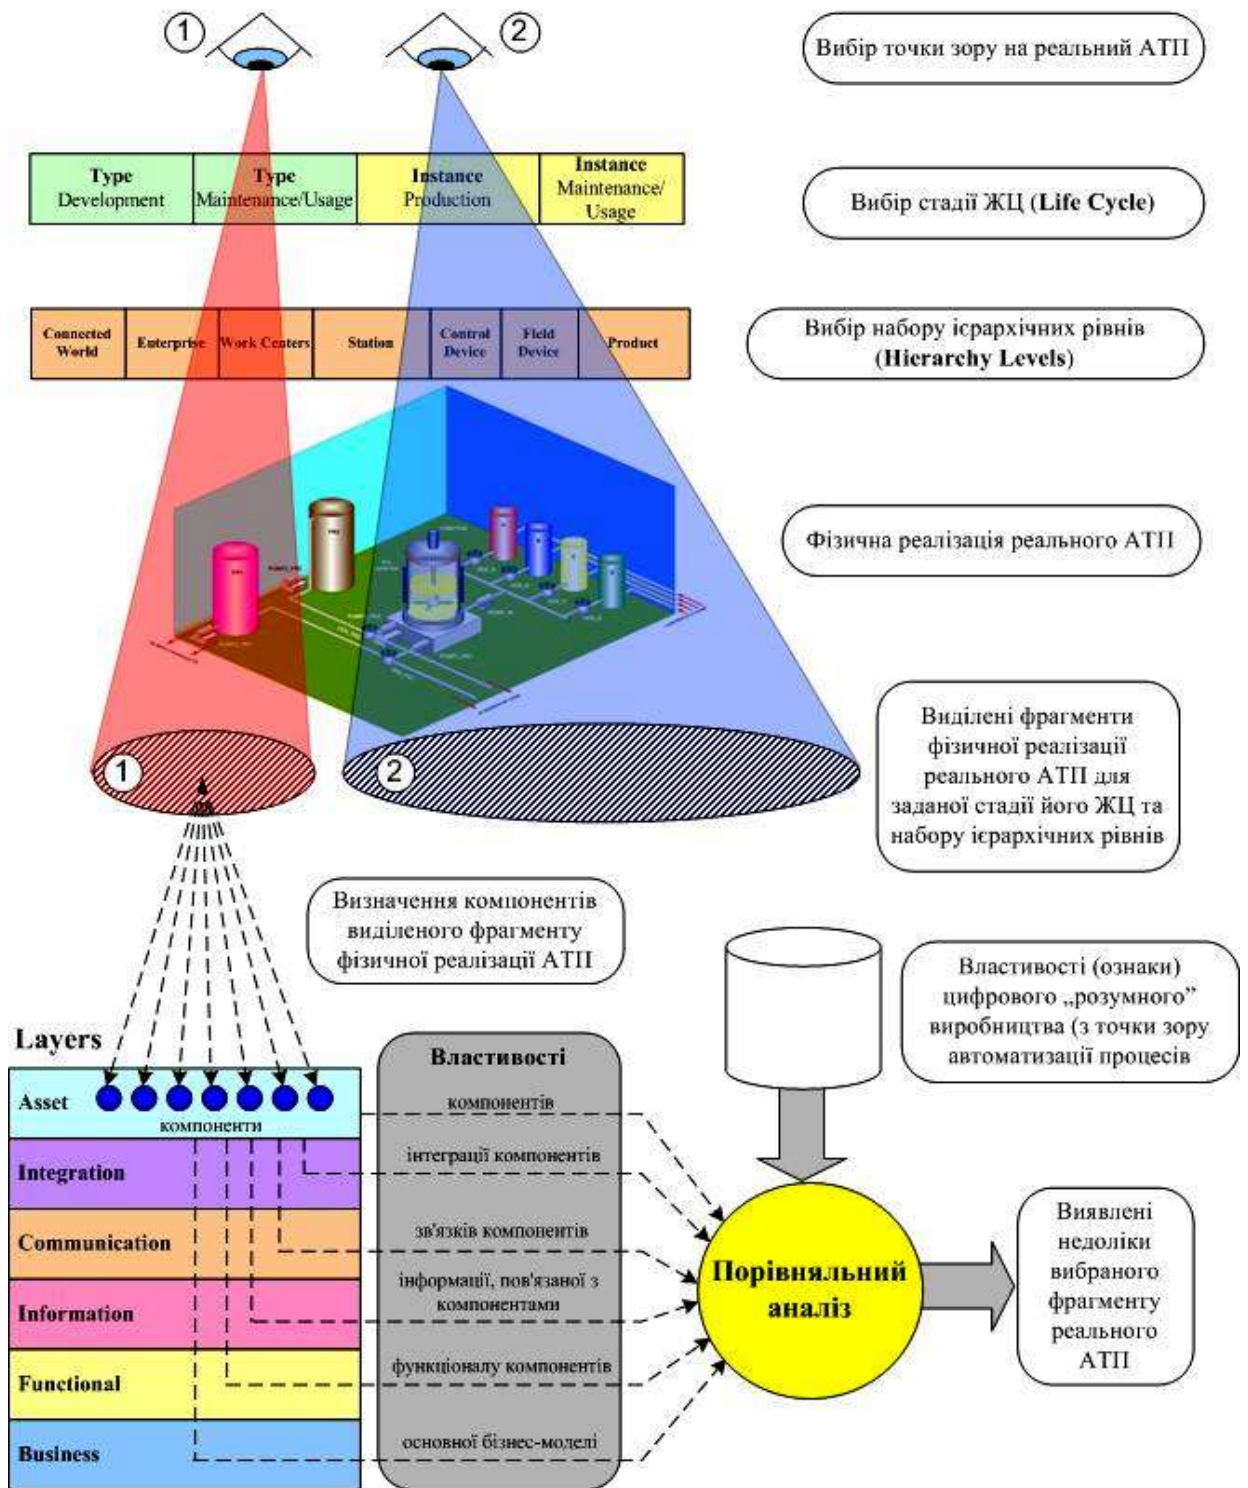 1
2
Вибір точки зору на реальний АТП
Type
Development
Type
Maintenance/Usage
Instance
Production
Instance
Maintenance/
Usage
Вибір стадії ЖЦ (Life Cycle)
Connected
World
Enterprise
Work Centers
Station
Control
Device
Field
Device
Product
Вибір набору ієрархічних рівнів
(Hierarchy Levels)
Фізична реалізація реального АТП
Виділені фрагменти
фізичної реалізації
реального АТП для
заданої стадії його ЖЦ та
набору ієрархічних рівнів
1
2
Визначення компонентів
виділеного фрагменту
фізичної реалізації АТП
Властивості (ознаки)
цифрового „розумного”
виробництва (з точки зору
автоматизації процесів
Layers
Asset
компоненти
Integration
Communication
Information
Functional
Business
Властивості
компонентів
інтеграції компонентів
зв'язків компонентів
інформації, пов'язаної з
компонентами
функціоналу компонентів
основної бізнес-моделі
Порівняльний
аналіз
Виявлені
недоліки
вибраного
фрагменту
реального
АТП